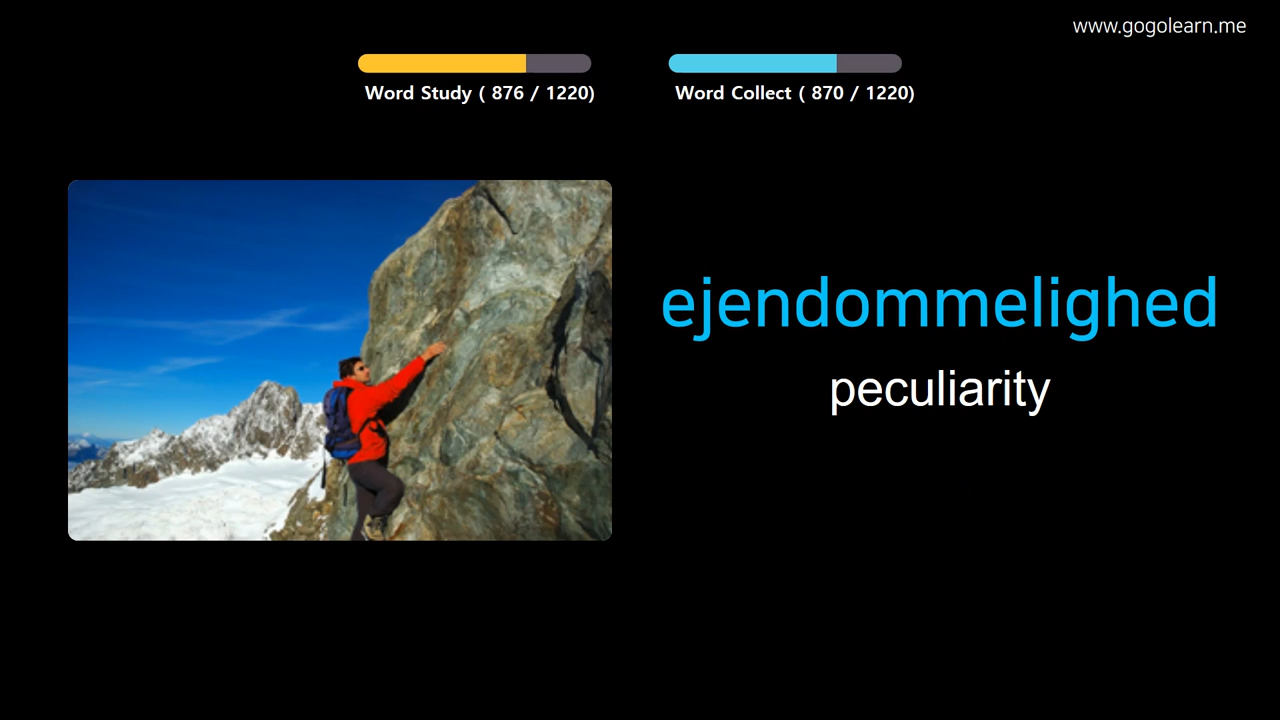 www.gogolearn.me
Word Study ( 876 / 1220)
Word Collect ( 870 / 1220)
ejendommelighed
peculiarity